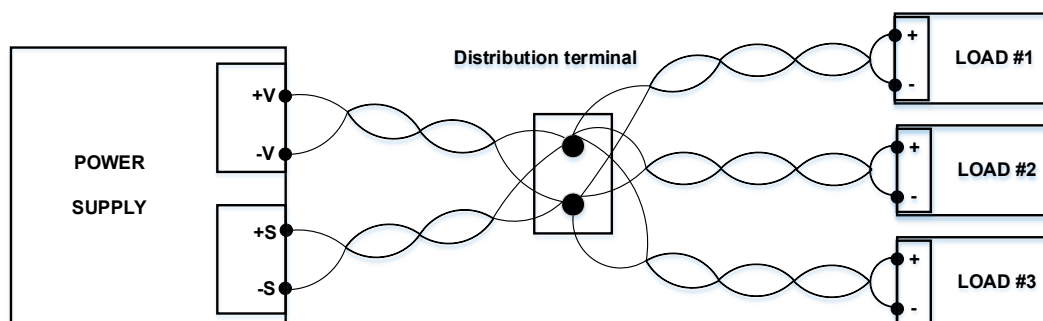 Distribution terminal
POWER
SUPPLY
+V
-V
+S
-S
+
-
LOAD #1
+
-
LOAD #2
+
-
LOAD #3